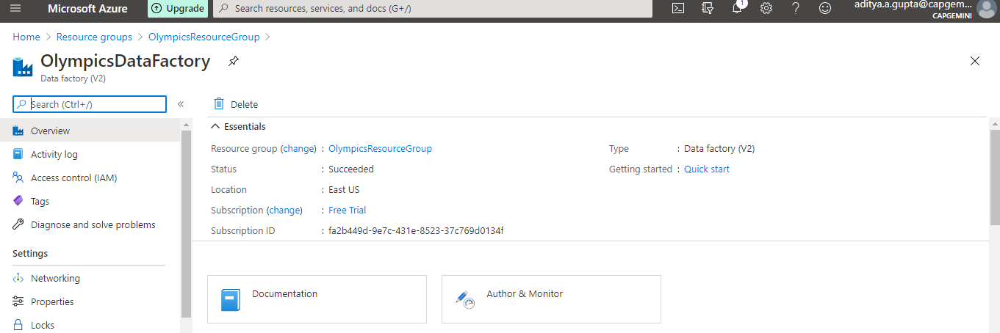 Microsoft Azure Upgrade Search resources, services, and docs (G+/) 1 aditya.a.gupta@capgem...
CAPGEMINI
Home > Resource groups > OlympicsResourceGroup >
OlympicsDataFactory
Data factory (V2)
Search (Ctrl+/) « Delete
Overview
Activity log
Access control (IAM)
Tags
Diagnose and solve problems
Settings
Networking
Properties
Locks
Essentials
Resource group (change) : OlympicsResourceGroup
Status : Succeeded
Location : East US
Subscription (change) : Free Trial
Subscription ID : fa2b449d-9e7c-431e-8523-37c769d0134f
Type : Data factory (V2)
Getting started : Quick start
Documentation
Author & Monitor